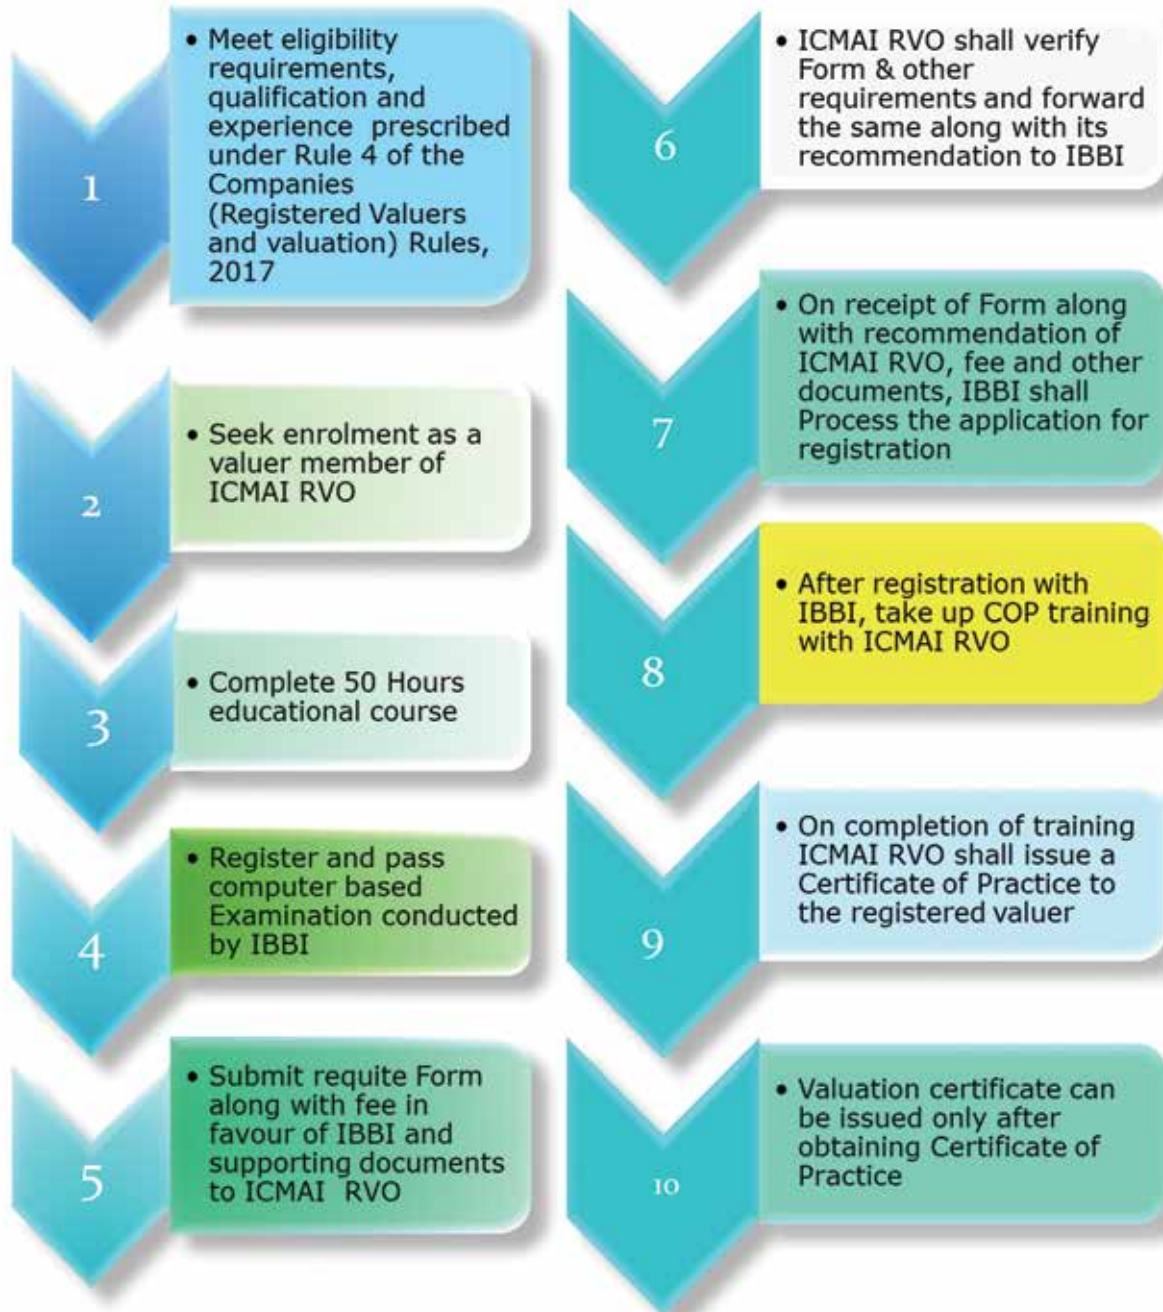 1
• Meet eligibility
requirements,
qualification and
experience prescribed
under Rule 4 of the
Companies
(Registered Valuers
and valuation) Rules,
2017
2
• Seek enrolment as a
valuer member of
ICMAI RVO
3
• Complete 50 Hours
educational course
4
• Register and pass
computer based
Examination conducted
by IBBI
5
• Submit requite Form
along with fee in
favour of IBBI and
supporting documents
to ICMAI RVO
6
• ICMAI RVO shall verify
Form & other
requirements and forward
the same along with its
recommendation to IBBI
7
• On receipt of Form along
with recommendation of
ICMAI RVO, fee and other
documents, IBBI shall
Process the application for
registration
8
• After registration with
IBBI, take up COP training
with ICMAI RVO
9
• On completion of training
ICMAI RVO shall issue a
Certificate of Practice to
the registered valuer
10
• Valuation certificate can
be issued only after
obtaining Certificate of
Practice